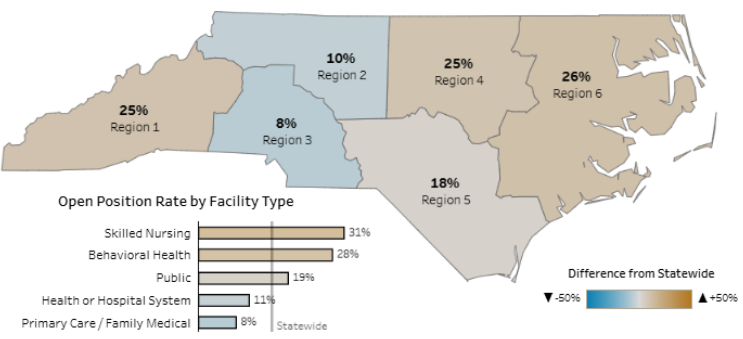 10%
Region 2
25%
Region 4
26%
Region 6
25%
Region 1
8%
Region 3
18%
Region 5
Open Position Rate by Facility Type
Skilled Nursing 31%
Behavioral Health 28%
Public 19%
Health or Hospital System 11%
Primary Care / Family Medical 8%
Statewide
Difference from Statewide
▼ -50% ▲ +50%